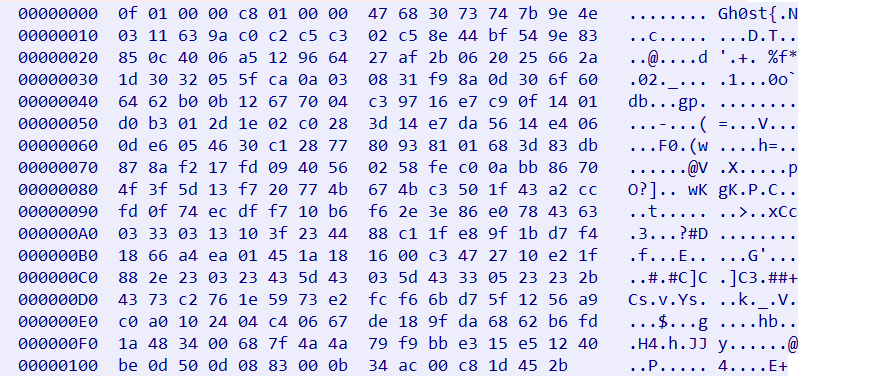 00000000  0f 01 00 00 c8 01 00 00  47 68 30 73 74 7b 9e 4e  ........ Gh0st{.N
00000010  03 11 63 9a c0 c2 c5 c3  02 c5 8e 44 bf 54 9e 83  ..c..... ...D.T..
00000020  85 0c 40 06 a5 12 96 64  27 af 2b 06 20 25 66 2a  ..@....d '.+. %f*
00000030  1d 30 32 05 5f ca 0a 03  08 31 f9 8a 0d 30 6f 60  .02._... .1...0o`
00000040  64 62 b0 0b 12 67 70 04  c3 97 16 e7 c9 0f 14 01  db...gp. ........
00000050  d0 b3 01 2d 1e 02 c0 28  3d 14 e7 da 56 14 e4 06  ...-...( =...V...
00000060  0d e6 05 46 30 c1 28 77  80 93 81 01 68 3d 83 db  ...F0.(w ....h=..
00000070  87 8a f2 17 fd 09 40 56  02 58 fe c0 0a bb 86 70  ......@V .X.....p
00000080  4f 3f 5d 13 f7 20 77 4b  67 4b c3 50 1f 43 a2 cc  O?].. wK gK.P.C..
00000090  fd 0f 74 ec df f7 10 b6  f6 2e 3e 86 e0 78 43 63  ..t..... ..>..xCc
000000A0  03 33 03 13 10 3f 23 44  88 c1 1f e8 9f 1b d7 f4  .3...?#D ........
000000B0  18 66 a4 ea 01 45 1a 18  16 00 c3 47 27 10 e2 1f  .f...E.. ...G'...
000000C0  88 2e 23 03 23 43 5d 43  03 5d 43 33 05 23 23 2b  ..#.#C]C .]C3.##+
000000D0  43 73 c2 76 1e 59 73 e2  fc f6 6b d7 5f 12 56 a9  Cs.v.Ys. ..k._.V.
000000E0  c0 a0 10 24 04 c4 06 67  de 18 9f da 68 62 b6 fd  ...$...g ....hb..
000000F0  1a 48 34 00 68 7f 4a 4a  79 f9 bb e3 15 e5 12 40  .H4.h.JJ y......@
00000100  be 0d 50 0d 08 83 00 0b  34 ac 00 c8 1d 45 2b  ..P..... 4....E+